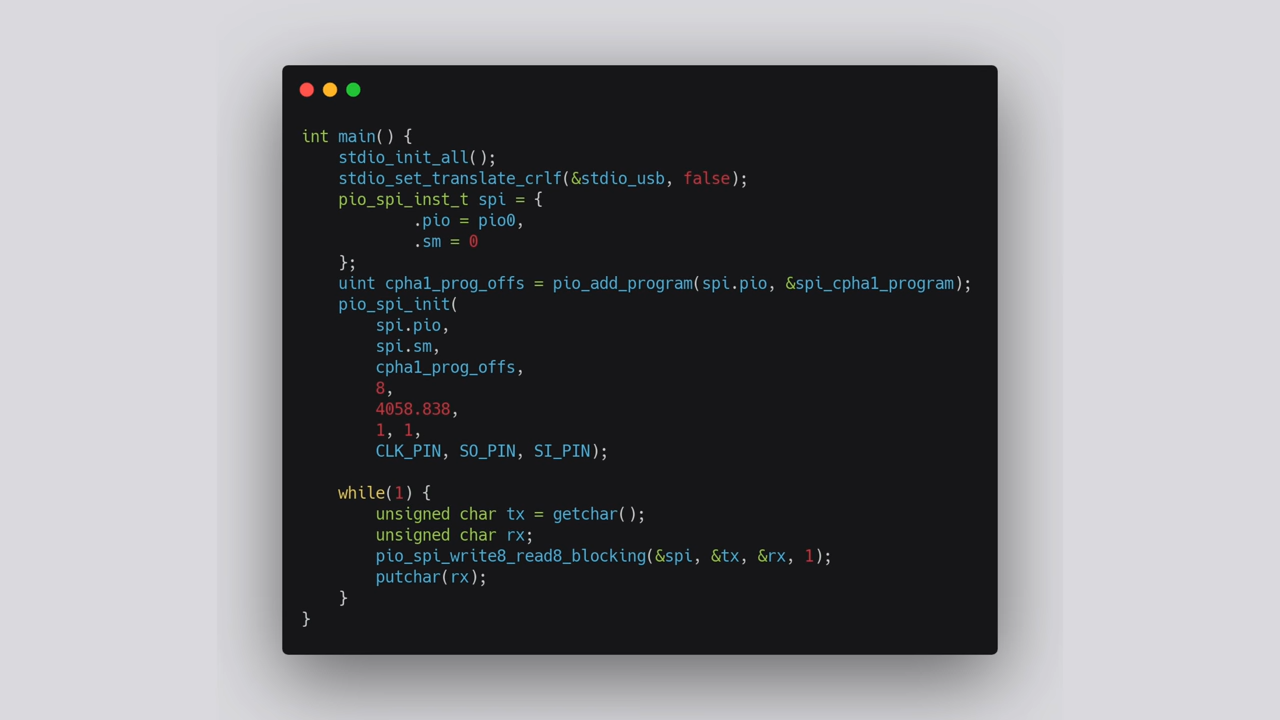 int main() {
    stdio_init_all();
    stdio_set_translate_crlf(&stdio_usb, false);
    pio_spi_inst_t spi = {
            .pio = pio0,
            .sm = 0
    };
    uint cpha1_prog_offs = pio_add_program(spi.pio, &spi_cpha1_program);
    pio_spi_init(
        spi.pio,
        spi.sm,
        cpha1_prog_offs,
        8,
        4058.838,
        1, 1,
        CLK_PIN, SO_PIN, SI_PIN);

    while(1) {
        unsigned char tx = getchar();
        unsigned char rx;
        pio_spi_write8_read8_blocking(&spi, &tx, &rx, 1);
        putchar(rx);
    }
}